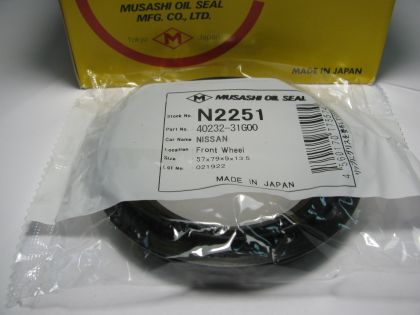 MUSASHI OIL SEAL
MFG. CO., LTD.
Tokyo M Japan
MADE IN JAPAN
M MUSASHI OIL SEAL
Stock No. N2251
Part No. 40232-31G00
Car Name NISSAN
Location Front Wheel
Size 57x79x9x13.5
Lot No. 021922
MADE IN JAPAN